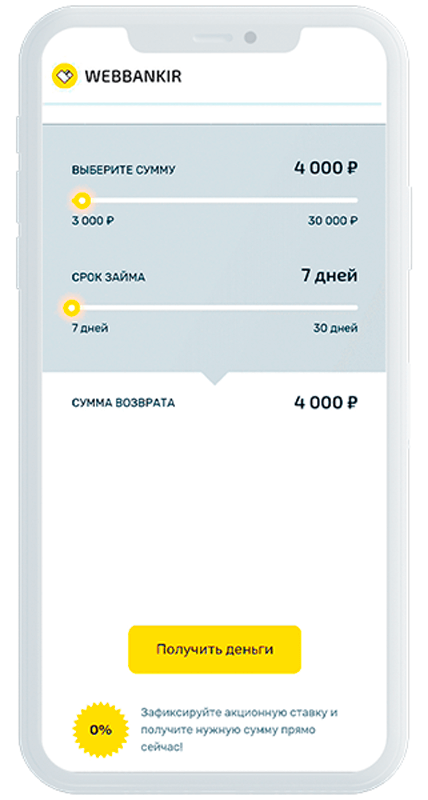 WEBBANKIR
ВЫБЕРИТЕ СУММУ 4 000 ₽
3 000 ₽ 30 000 ₽
СРОК ЗАЙМА 7 дней
7 дней 30 дней
СУММА ВОЗВРАТА 4 000 ₽
Получить деньги
0%
Зафиксируйте акционную ставку и
получите нужную сумму прямо
сейчас!